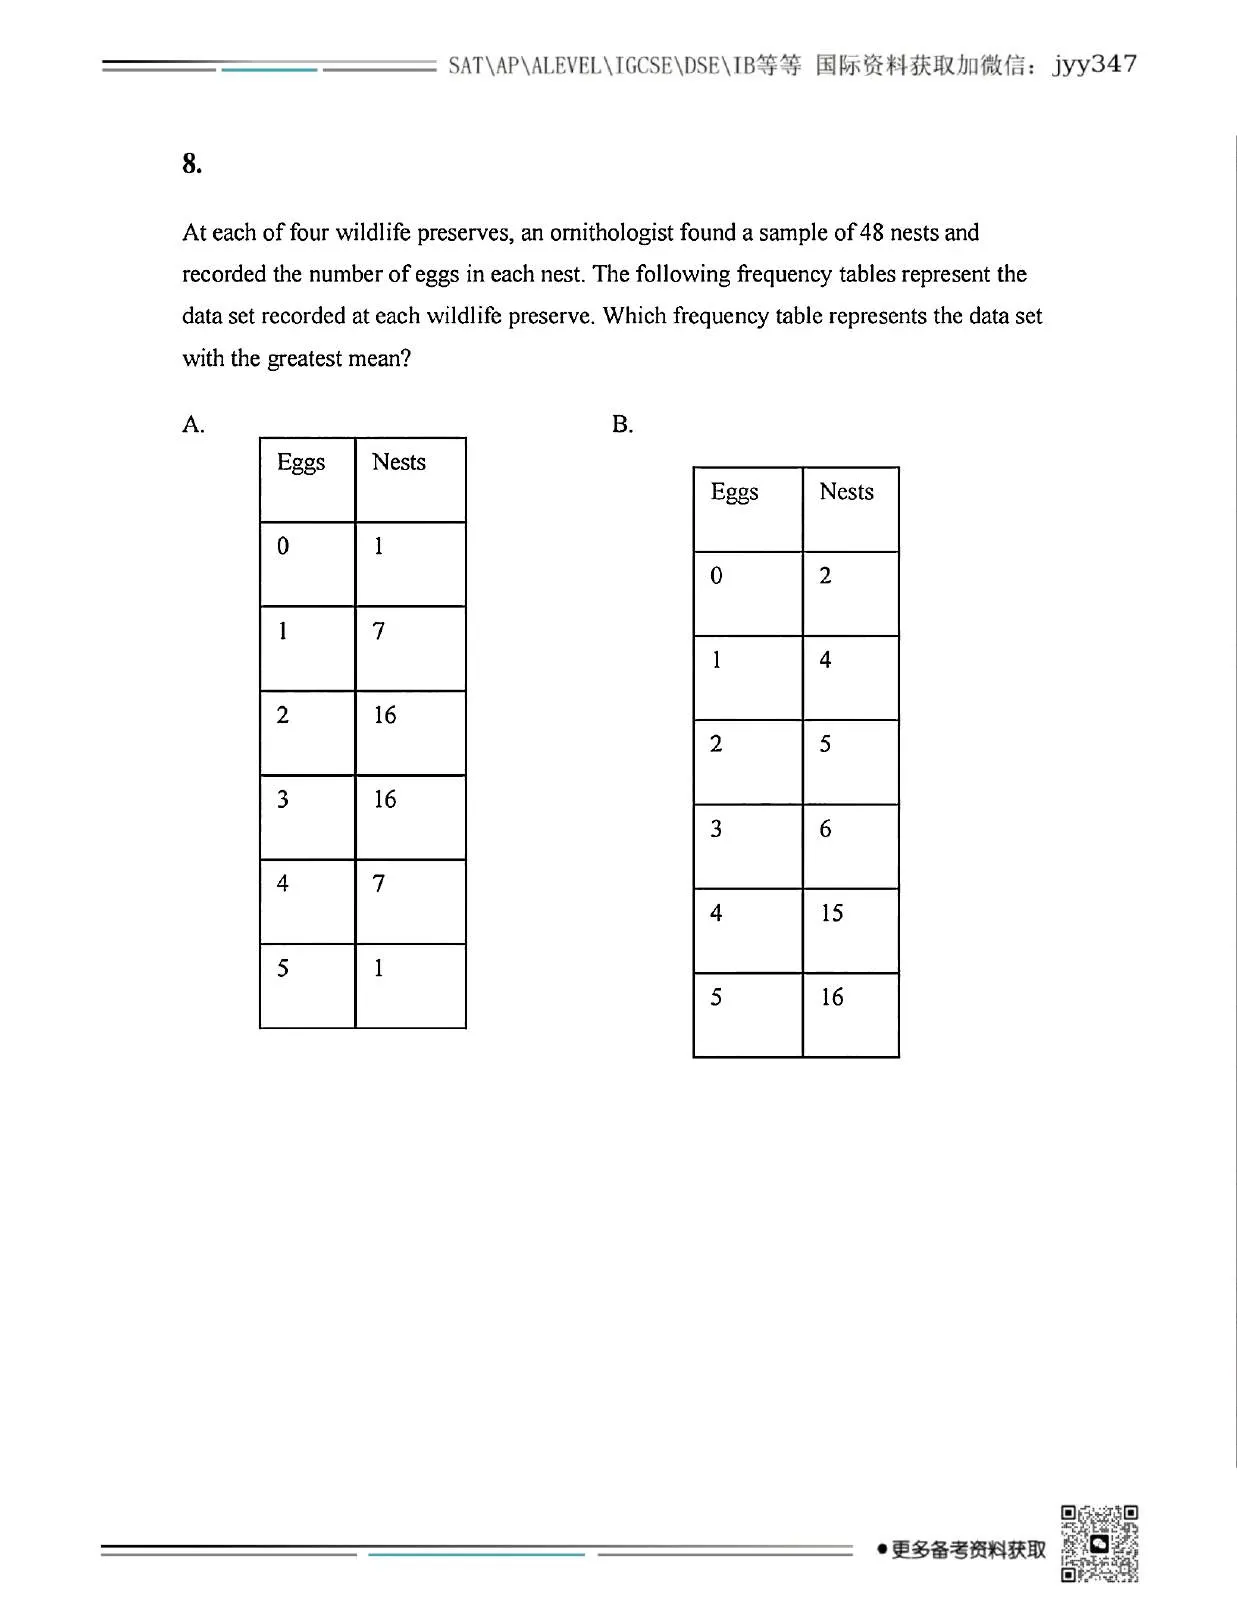 SAT\AP\ALEVEL\IGCSE\DSE\IB等等 国际资料获取加微信：jyy347
8.
At each of four wildlife preserves, an ornithologist found a sample of 48 nests and
recorded the number of eggs in each nest. The following frequency tables represent the
data set recorded at each wildlife preserve. Which frequency table represents the data set
with the greatest mean?
A.
Eggs Nests
0 1
1 7
2 16
3 16
4 7
5 1
B.
Eggs Nests
0 2
1 4
2 5
3 6
4 15
5 16
●更多备考资料获取